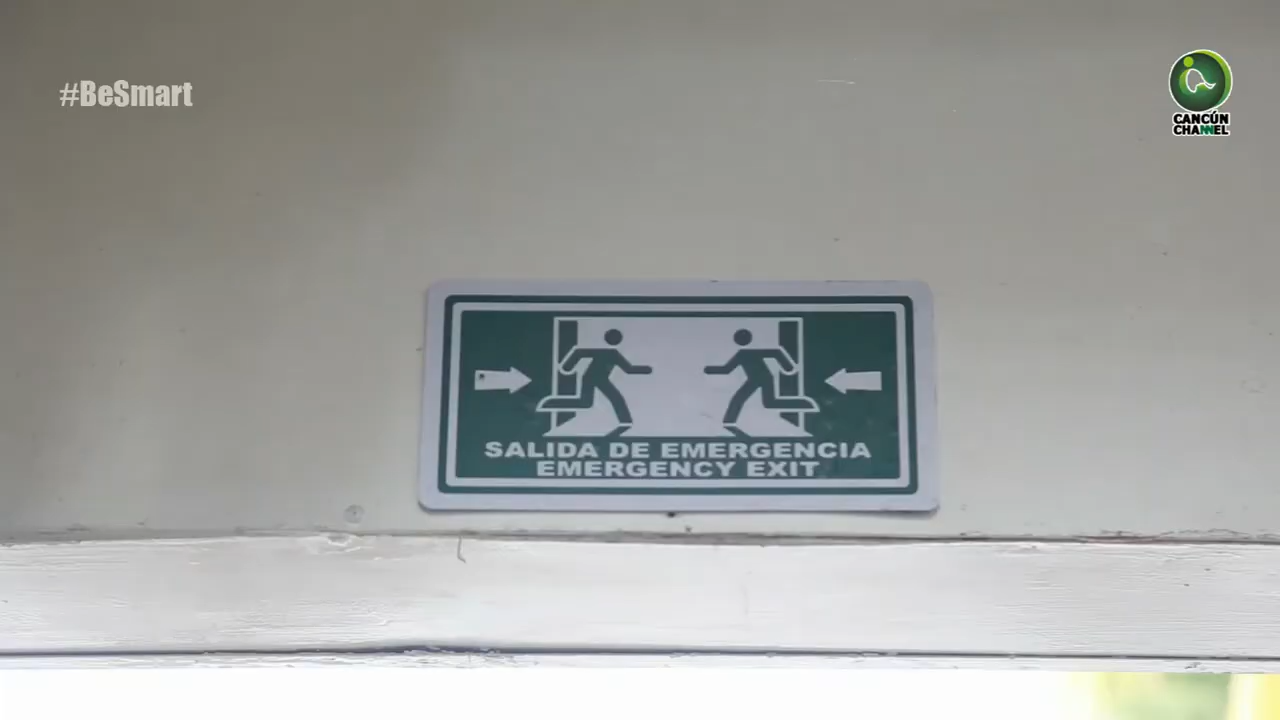 #BeSmart
CANCÚN
CHANNEL
SALIDA DE EMERGENCIA
EMERGENCY EXIT